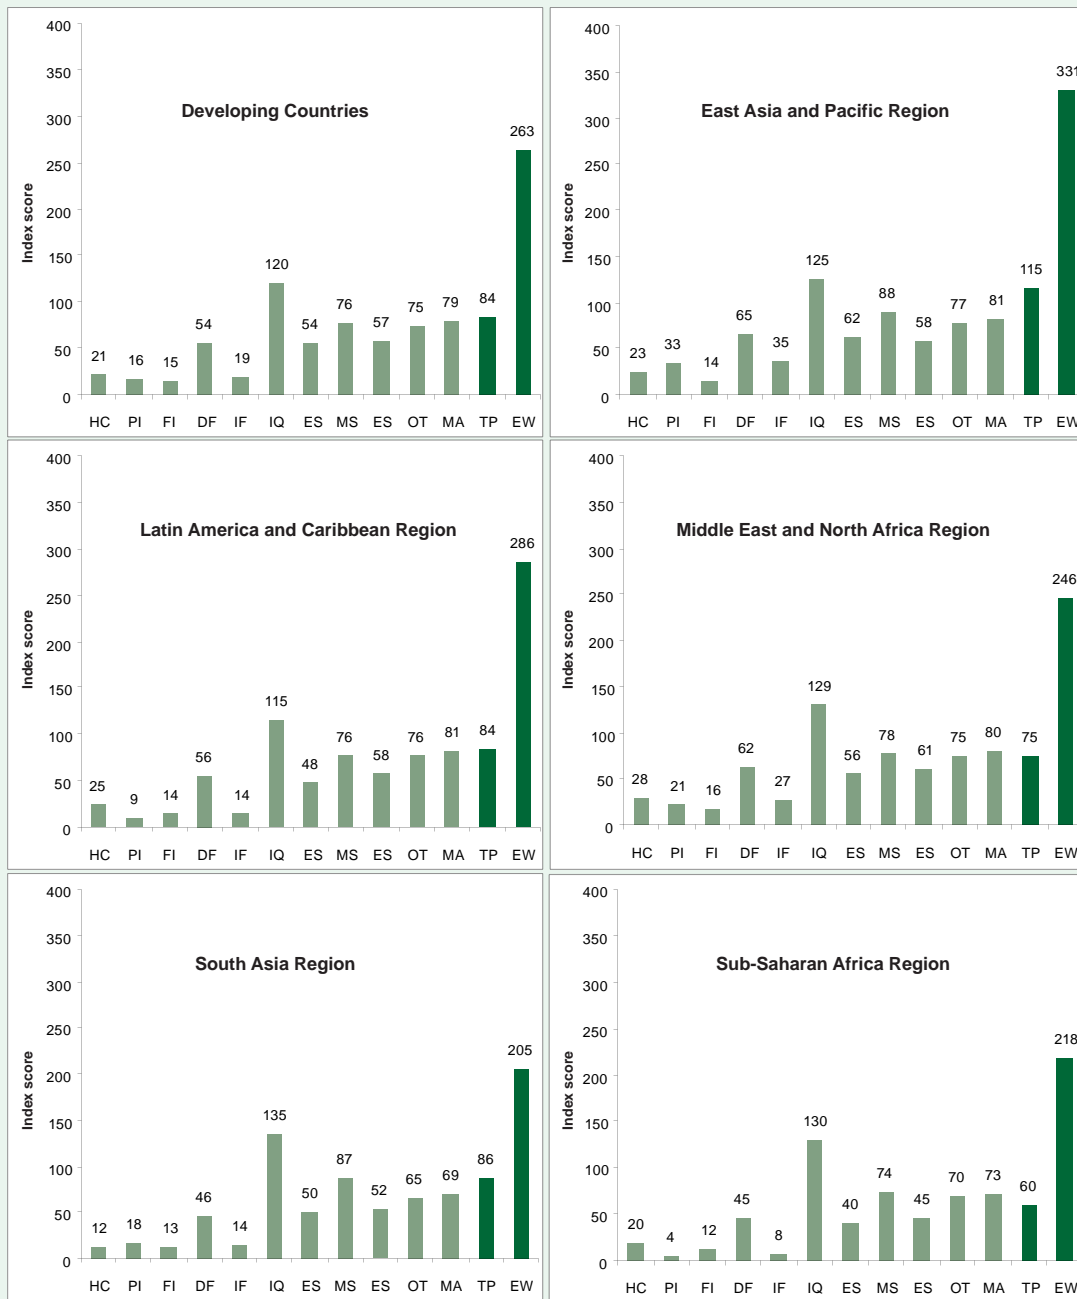 400
350
300
250
200
150
100
50
0
Index score
Developing Countries
21 16 15 54 19 120 54 76 57 75 79 84 263
HC PI FI DF IF IQ ES MS ES OT MA TP EW
400
350
300
250
200
150
100
50
0
Index score
East Asia and Pacific Region
23 33 14 65 35 125 62 88 58 77 81 115 331
HC PI FI DF IF IQ ES MS ES OT MA TP EW
400
350
300
250
200
150
100
50
0
Index score
Latin America and Caribbean Region
25 9 14 56 14 115 48 76 58 76 81 84 286
HC PI FI DF IF IQ ES MS ES OT MA TP EW
400
350
300
250
200
150
100
50
0
Index score
Middle East and North Africa Region
28 21 16 62 27 129 56 78 61 75 80 75 246
HC PI FI DF IF IQ ES MS ES OT MA TP EW
400
350
300
250
200
150
100
50
0
Index score
South Asia Region
12 18 13 46 14 135 50 87 52 65 69 86 205
HC PI FI DF IF IQ ES MS ES OT MA TP EW
400
350
300
250
200
150
100
50
0
Index score
Sub-Saharan Africa Region
20 4 12 45 8 130 40 74 45 70 73 60 218
HC PI FI DF IF IQ ES MS ES OT MA TP EW